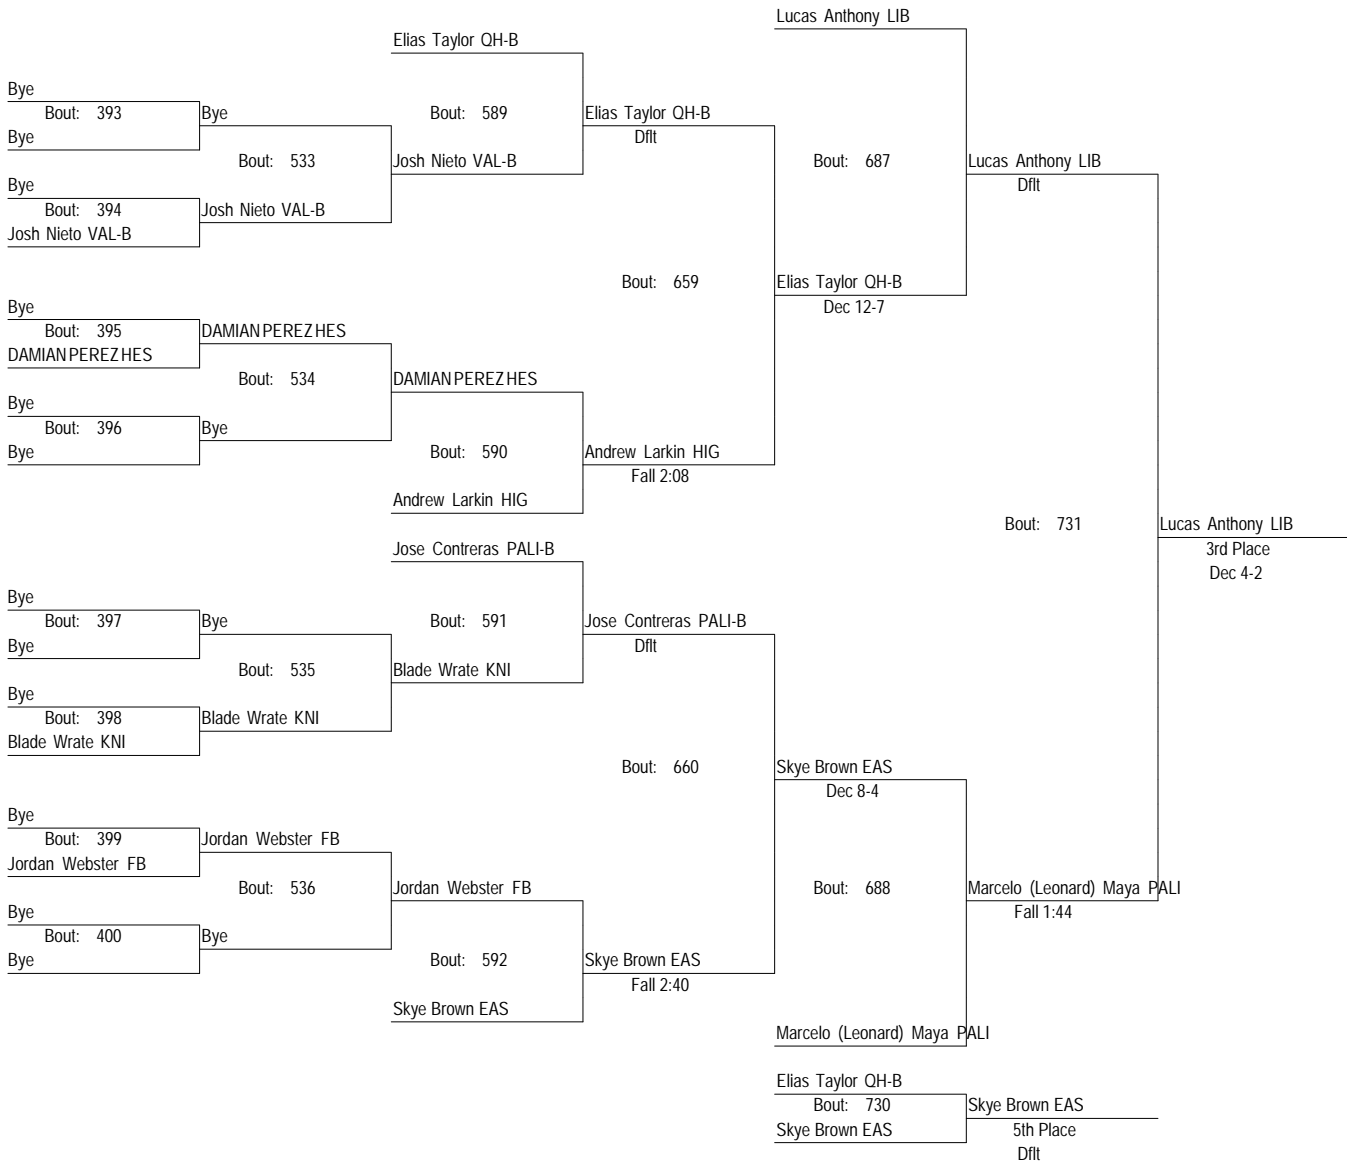 Lucas Anthony LIB
Elias Taylor QH-B
Bye
Bout: 393
Bye
Bout: 589
Elias Taylor QH-B
Bye
Dflt
Bout: 533
Josh Nieto VAL-B
Bout: 687
Lucas Anthony LIB
Bye
Dflt
Bout: 394
Josh Nieto VAL-B
Josh Nieto VAL-B
Bout: 659
Elias Taylor QH-B
Bye
Dec 12-7
Bout: 395
DAMIAN PEREZ HES
DAMIAN PEREZ HES
Bout: 534
DAMIAN PEREZ HES
Bye
Bout: 396
Bye
Bye
Bout: 590
Andrew Larkin HIG
Fall 2:08
Andrew Larkin HIG
Bout: 731
Lucas Anthony LIB
Jose Contreras PALI-B
3rd Place
Dec 4-2
Bye
Bout: 397
Bye
Bout: 591
Jose Contreras PALI-B
Bye
Dflt
Bout: 535
Blade Wrate KNI
Bye
Bout: 398
Blade Wrate KNI
Blade Wrate KNI
Bout: 660
Skye Brown EAS
Dec 8-4
Bye
Bout: 399
Jordan Webster FB
Jordan Webster FB
Bout: 536
Jordan Webster FB
Bout: 688
Marcelo (Leonard) Maya PALI
Bye
Fall 1:44
Bout: 400
Bye
Bye
Bout: 592
Skye Brown EAS
Fall 2:40
Skye Brown EAS
Marcelo (Leonard) Maya PALI
Elias Taylor QH-B
Bout: 730
Skye Brown EAS
Skye Brown EAS
5th Place
Dflt